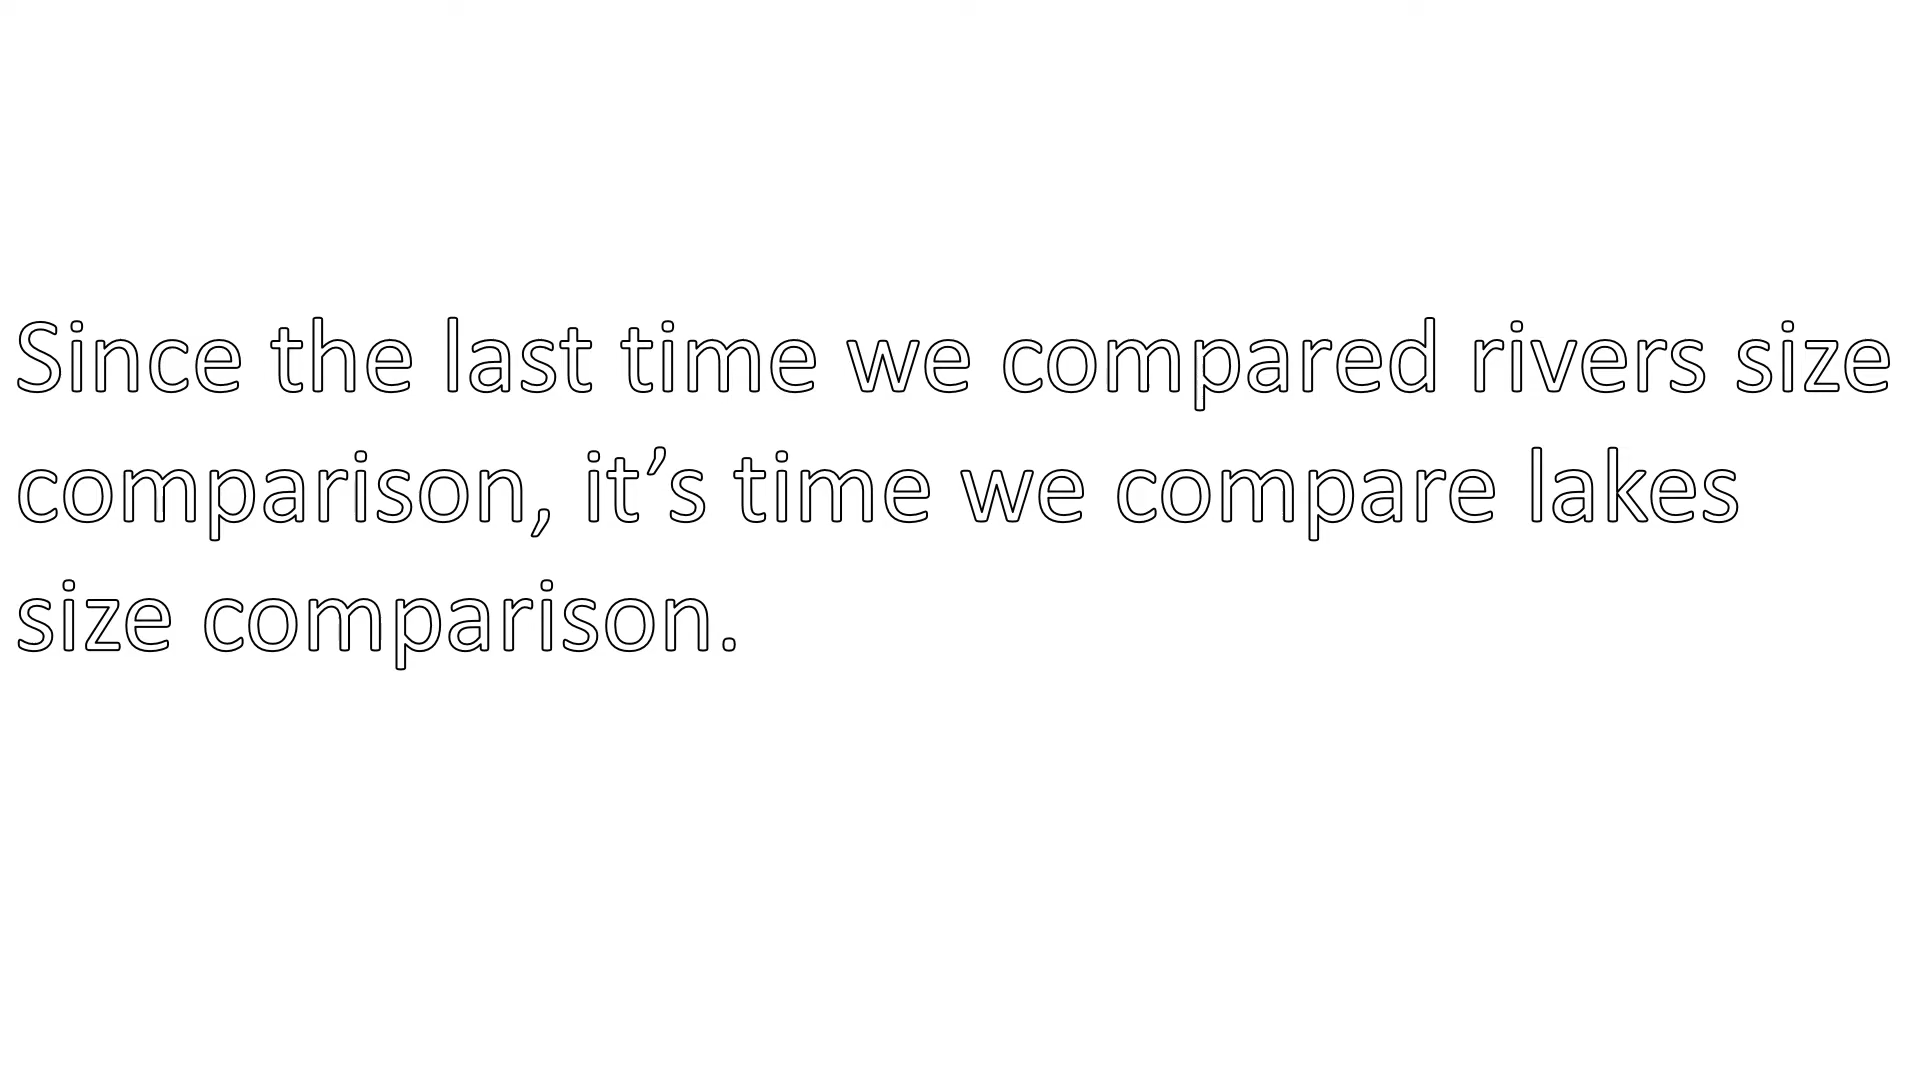 Since the last time we compared rivers size
comparison, it’s time we compare lakes
size comparison.